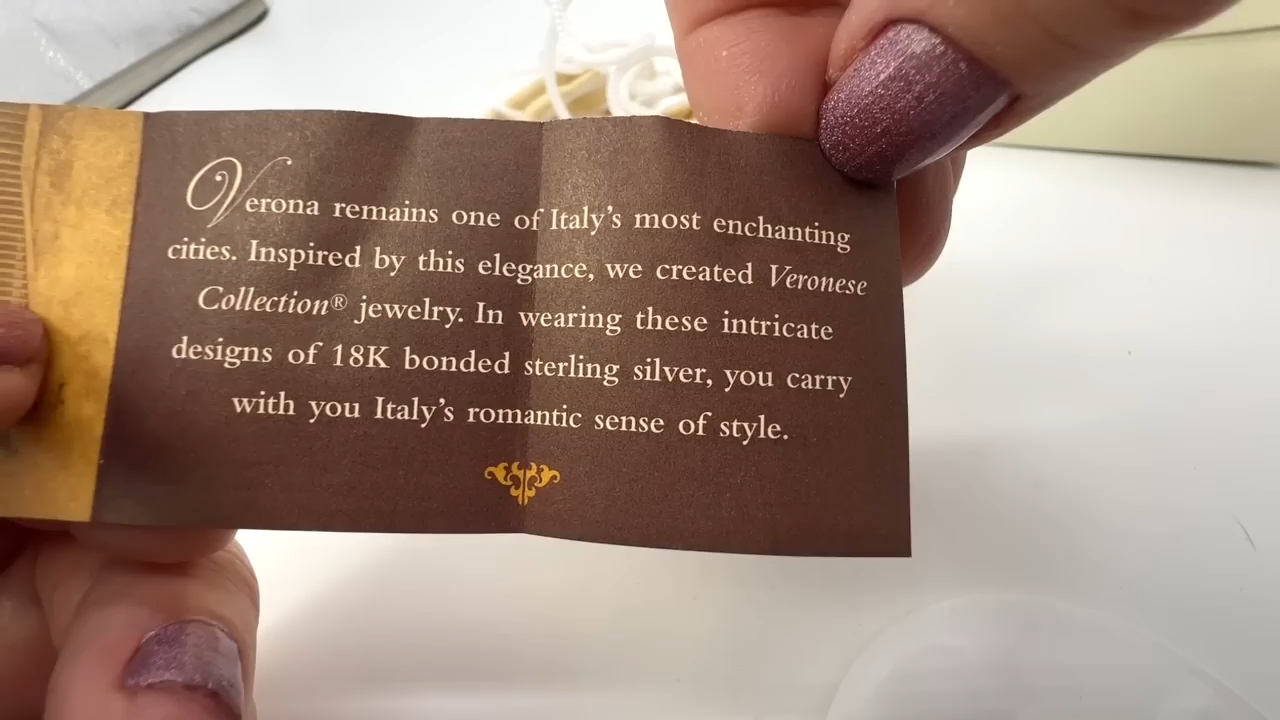 Verona remains one of Italy's most enchanting
cities. Inspired by this elegance, we created Veronese
Collection® jewelry. In wearing these intricate
designs of 18K bonded sterling silver, you carry
with you Italy's romantic sense of style.